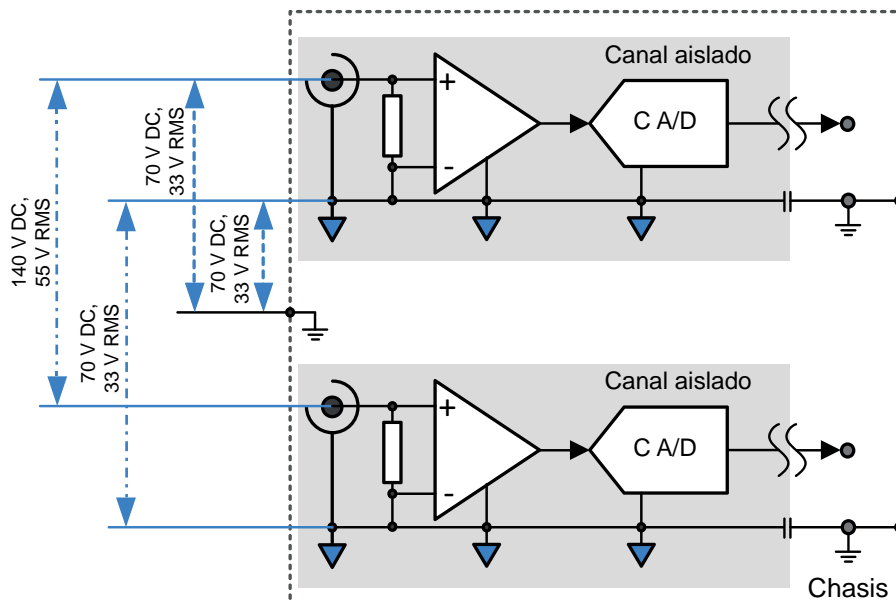 Canal aislado
+
-
C A/D
140 V DC,
55 V RMS
70 V DC,
33 V RMS
70 V DC,
33 V RMS
70 V DC,
33 V RMS
Canal aislado
+
-
C A/D
Chasis